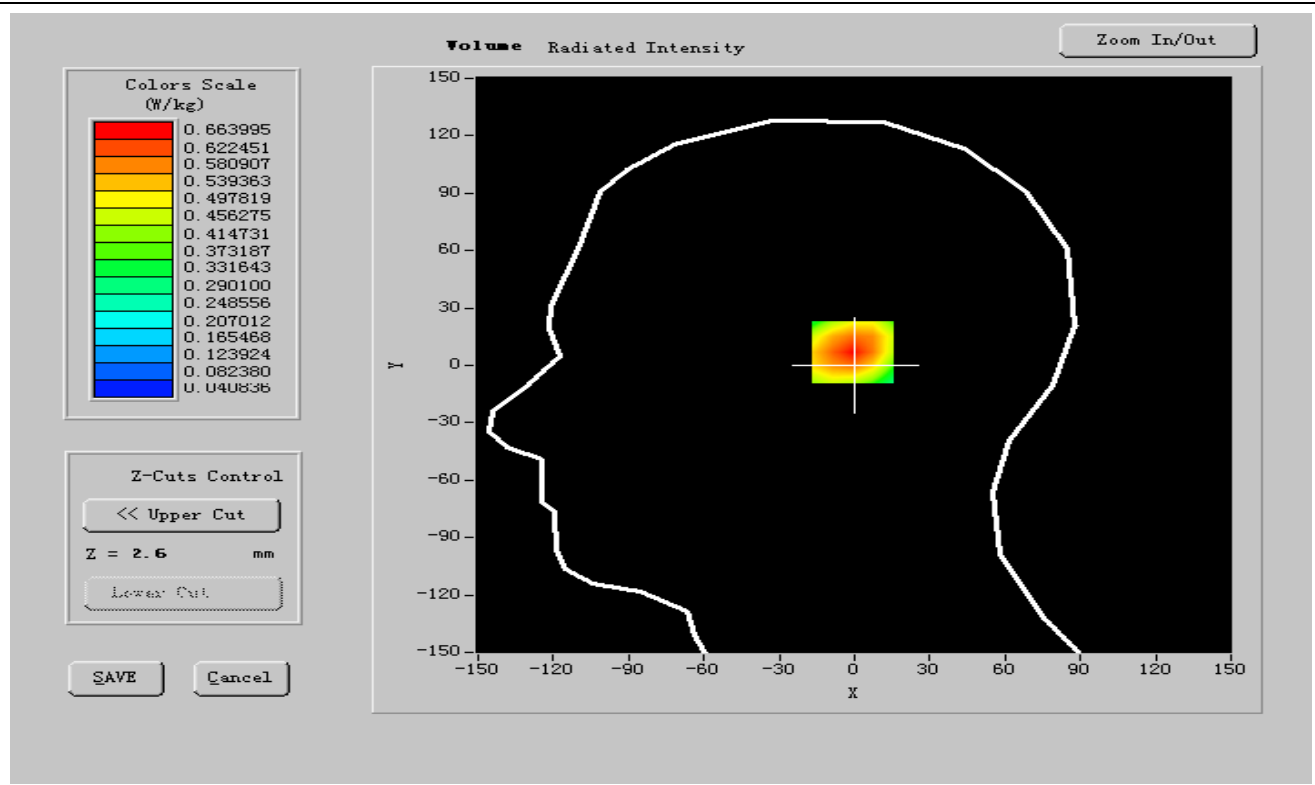 Volume Radiated Intensity
Zoom In/Out
Colors Scale
(W/kg)
0.663995
0.622451
0.580907
0.539363
0.497819
0.456275
0.414731
0.373187
0.331643
0.290100
0.248556
0.207012
0.165468
0.123924
0.082380
0.040836
Z-Cuts Control
<< Upper Cut
Z = 2.6 mm
Lower Cut
SAVE
Cancel
150
120
90
60
30
0
-30
-60
-90
-120
-150
Y
-150 -120 -90 -60 -30 0 30 60 90 120 150
X